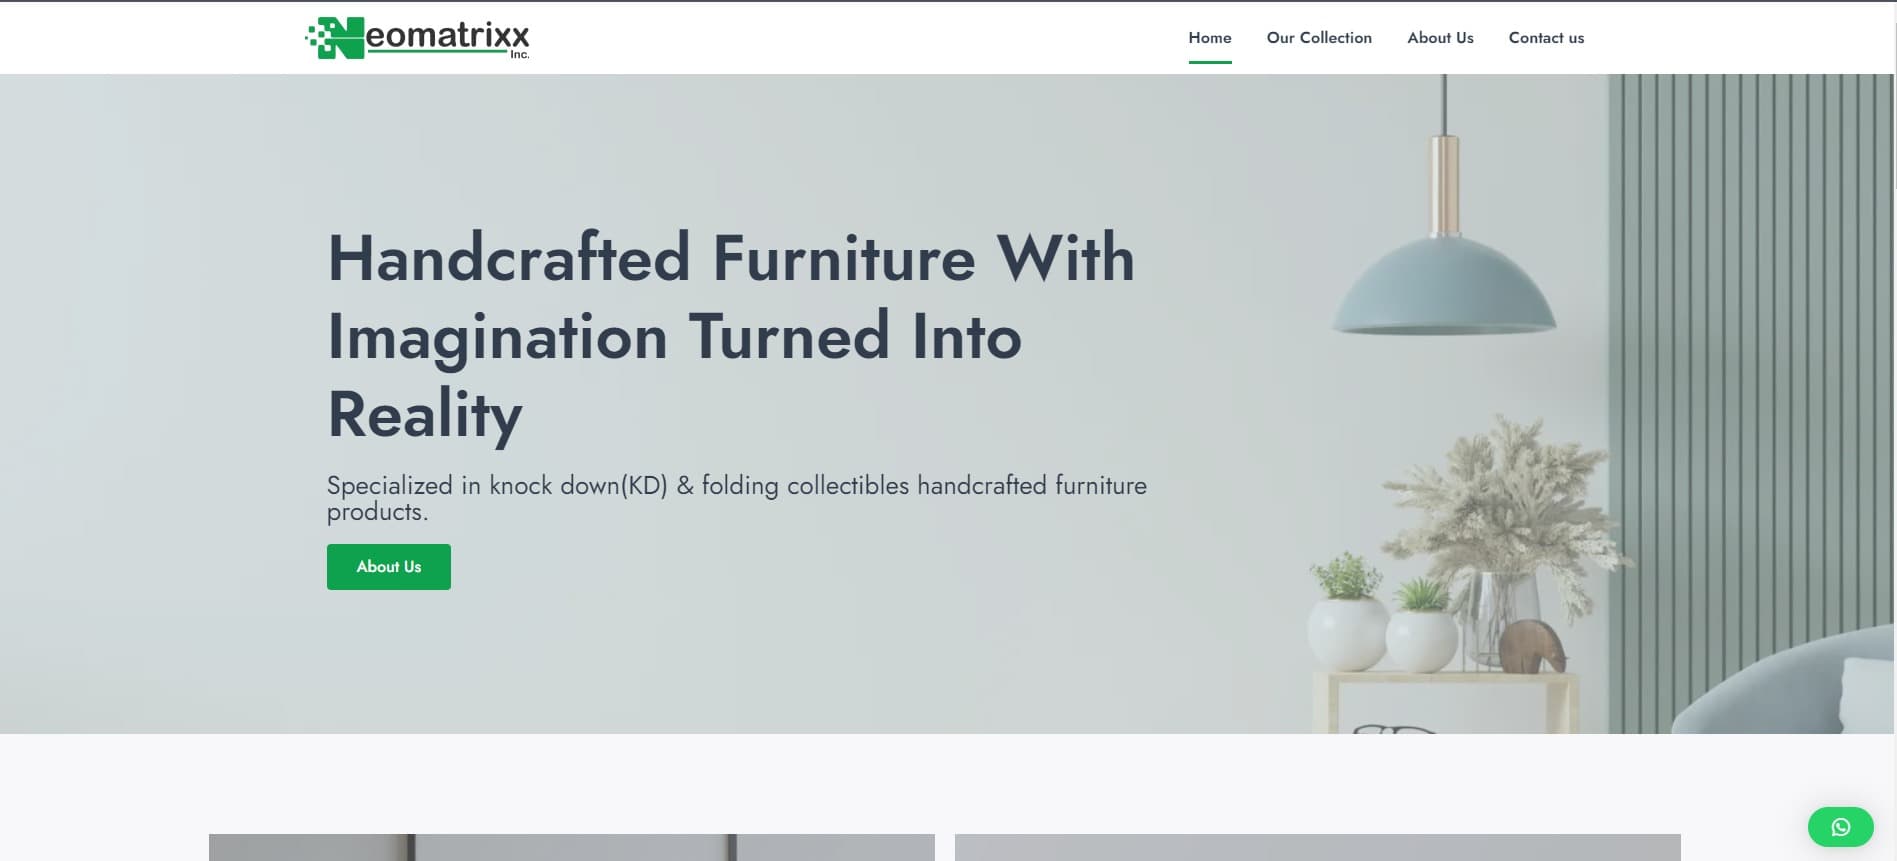 Neomatrixx
Inc.
Home Our Collection About Us Contact us
Handcrafted Furniture With
Imagination Turned Into
Reality
Specialized in knock down(KD) & folding collectibles handcrafted furniture
products.
About Us